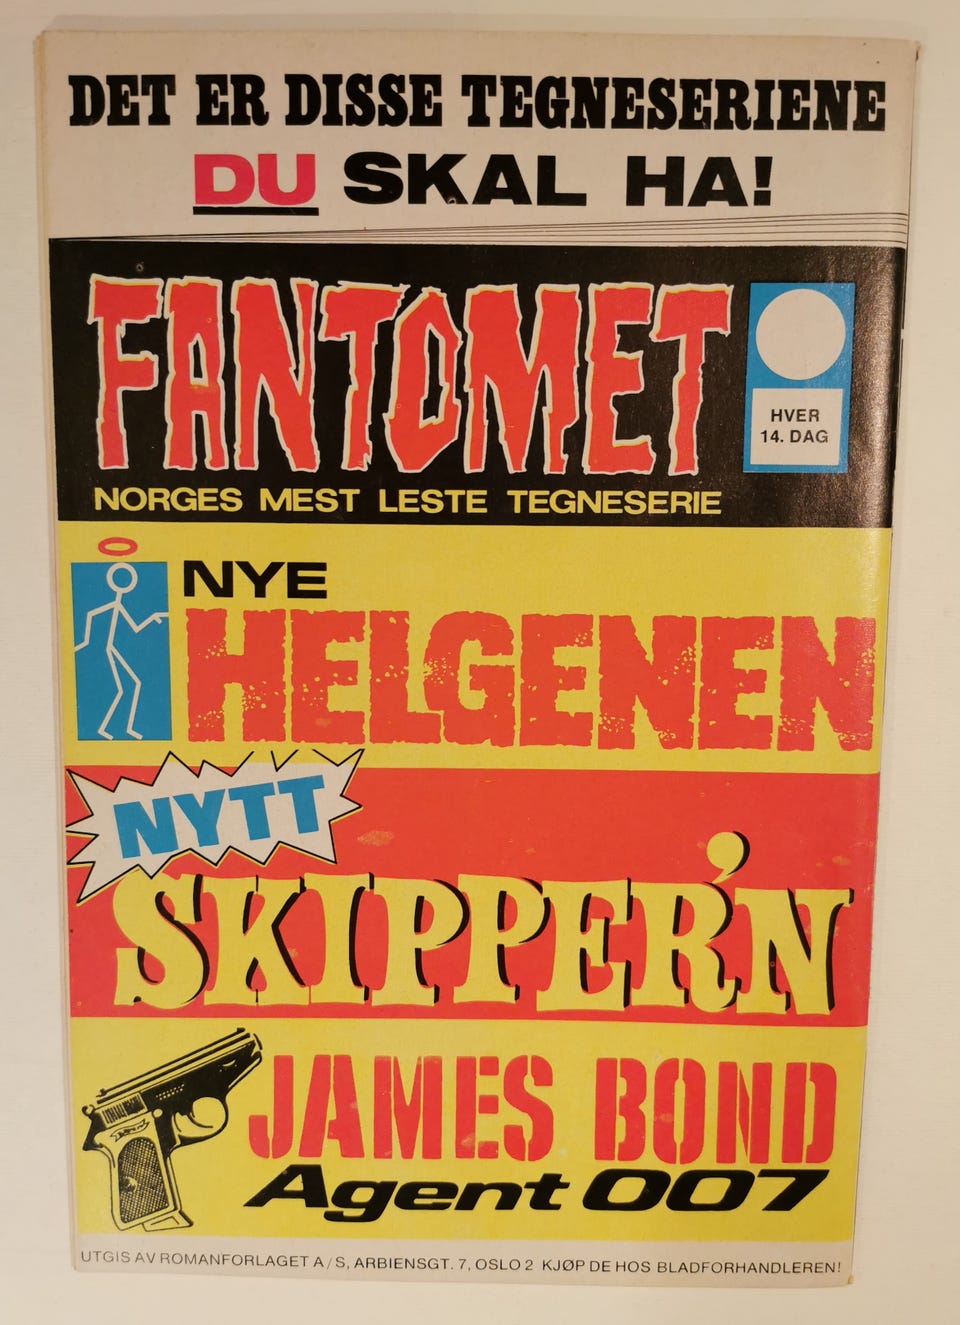 DET ER DISSE TEGNESERIENE
DU SKAL HA!
FANTOMET
HVER
14. DAG
NORGES MEST LESTE TEGNESERIE
NYE
HELGENEN
NYTT
SKIPPER'N
JAMES BOND
Agent 007
UTGIS AV ROMANFORLAGET A/S, ARBIENSGT. 7, OSLO 2 KJØP DE HOS BLADFORHANDLEREN!